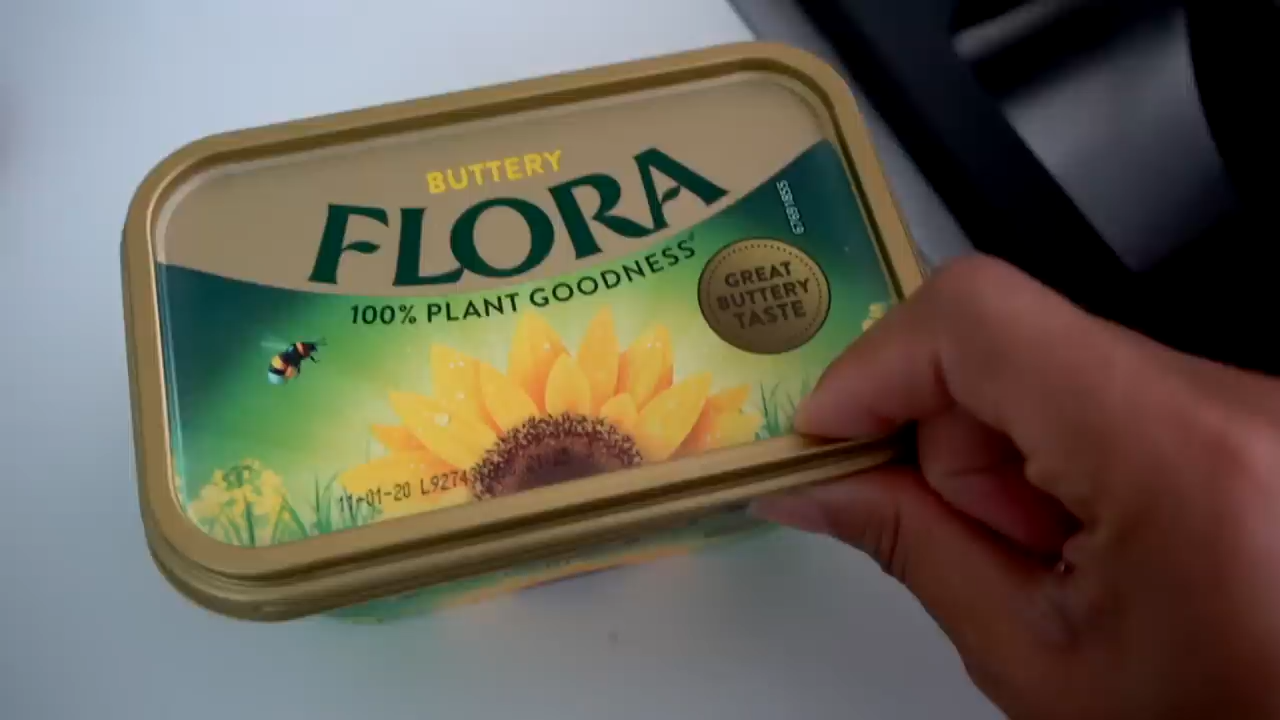 BUTTERY
FLORA
100% PLANT GOODNESS
GREAT
BUTTERY
TASTE
11-01-20 L9274